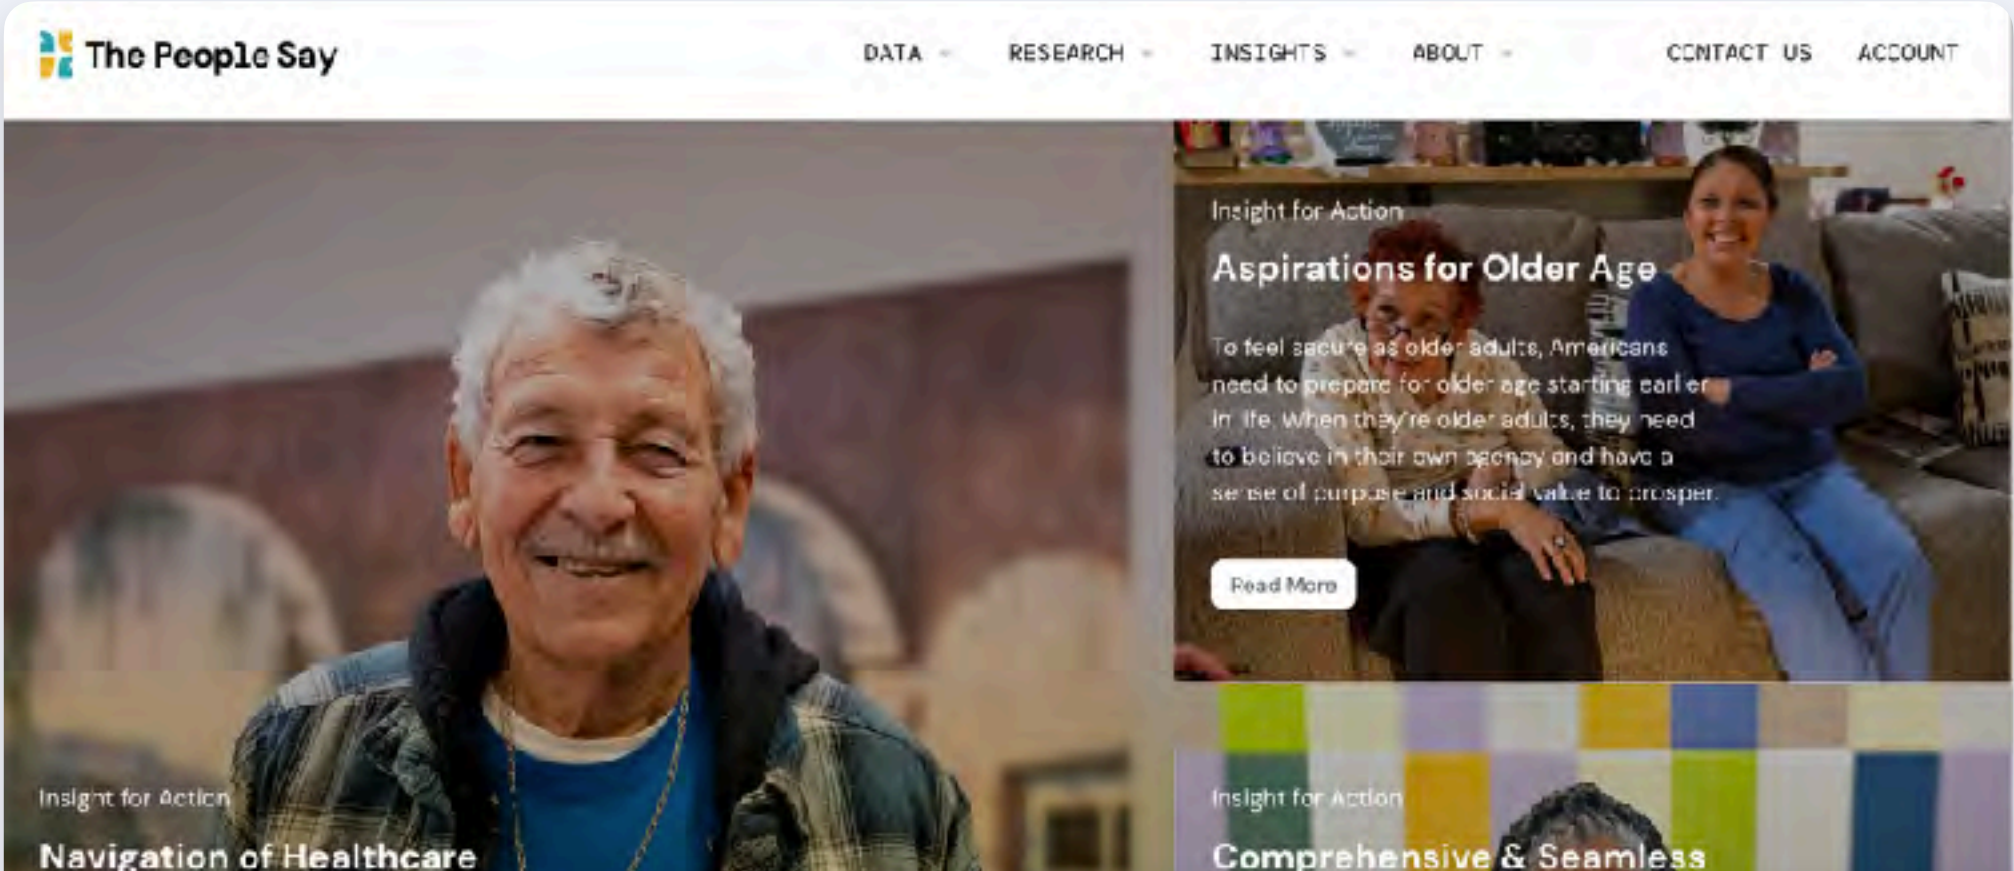 The People Say
DATA
RESEARCH
INSIGHTS
ABOUT
CONTACT US
ACCOUNT
Insight for Action
Aspirations for Older Age
To feel secure as older adults, Americans
need to prepare for older age starting earlier
in life. When they're older adults, they need
to believe in their own agency and have a
sense of purpose and social value to prosper.
Read More
Insight for Action
Navigation of Healthcare
Insight for Action
Comprehensive & Seamless